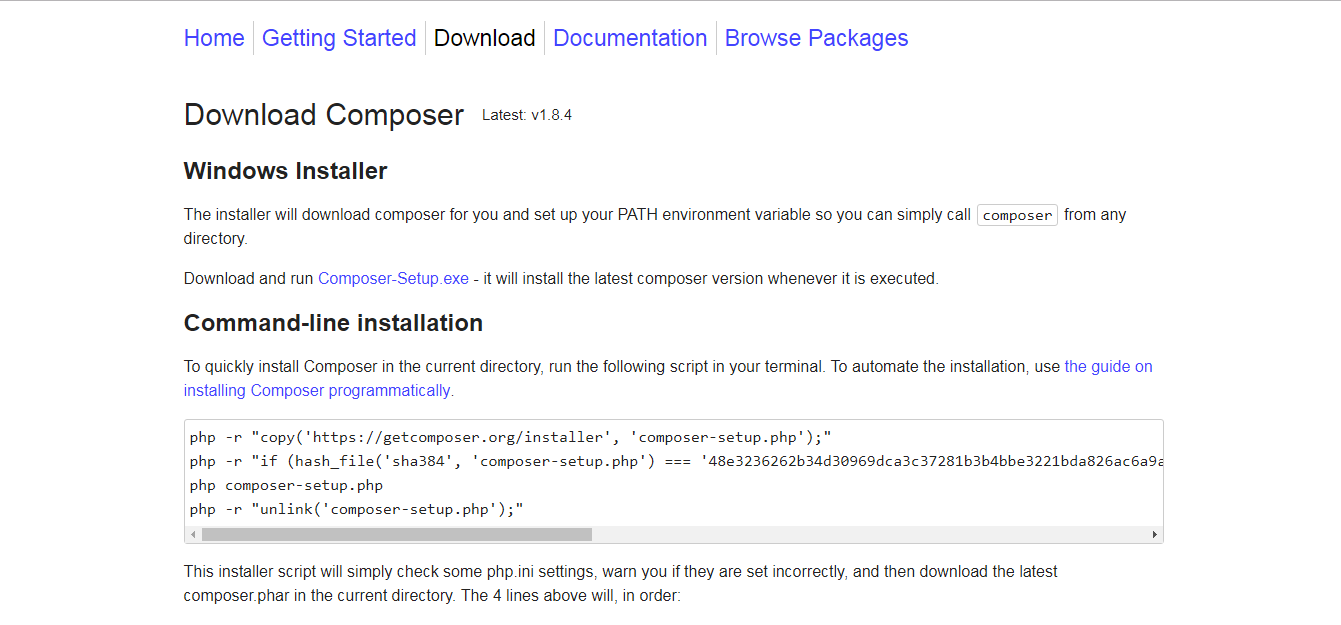 Home Getting Started Download Documentation Browse Packages
Download Composer Latest: v1.8.4
Windows Installer
The installer will download composer for you and set up your PATH environment variable so you can simply call composer from any
directory.
Download and run Composer-Setup.exe - it will install the latest composer version whenever it is executed.
Command-line installation
To quickly install Composer in the current directory, run the following script in your terminal. To automate the installation, use the guide on
installing Composer programmatically.
php -r "copy('https://getcomposer.org/installer', 'composer-setup.php');"
php -r "if (hash_file('sha384', 'composer-setup.php') === '48e3236262b34d30969dca3c37281b3b4bbe3221bda826ac6a9a
php composer-setup.php
php -r "unlink('composer-setup.php');"
This installer script will simply check some php.ini settings, warn you if they are set incorrectly, and then download the latest
composer.phar in the current directory. The 4 lines above will, in order: